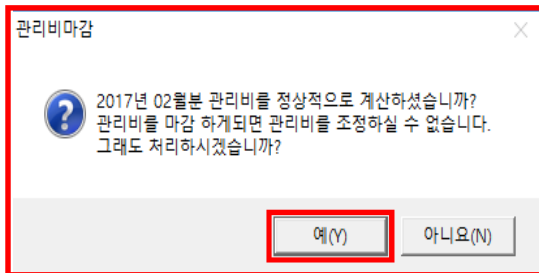 관리비마감
2017년 02월분 관리비를 정상적으로 계산하셨습니까?
관리비를 마감 하게되면 관리비를 조정하실 수 없습니다.
그래도 처리하시겠습니까?
예(Y) 아니요(N)